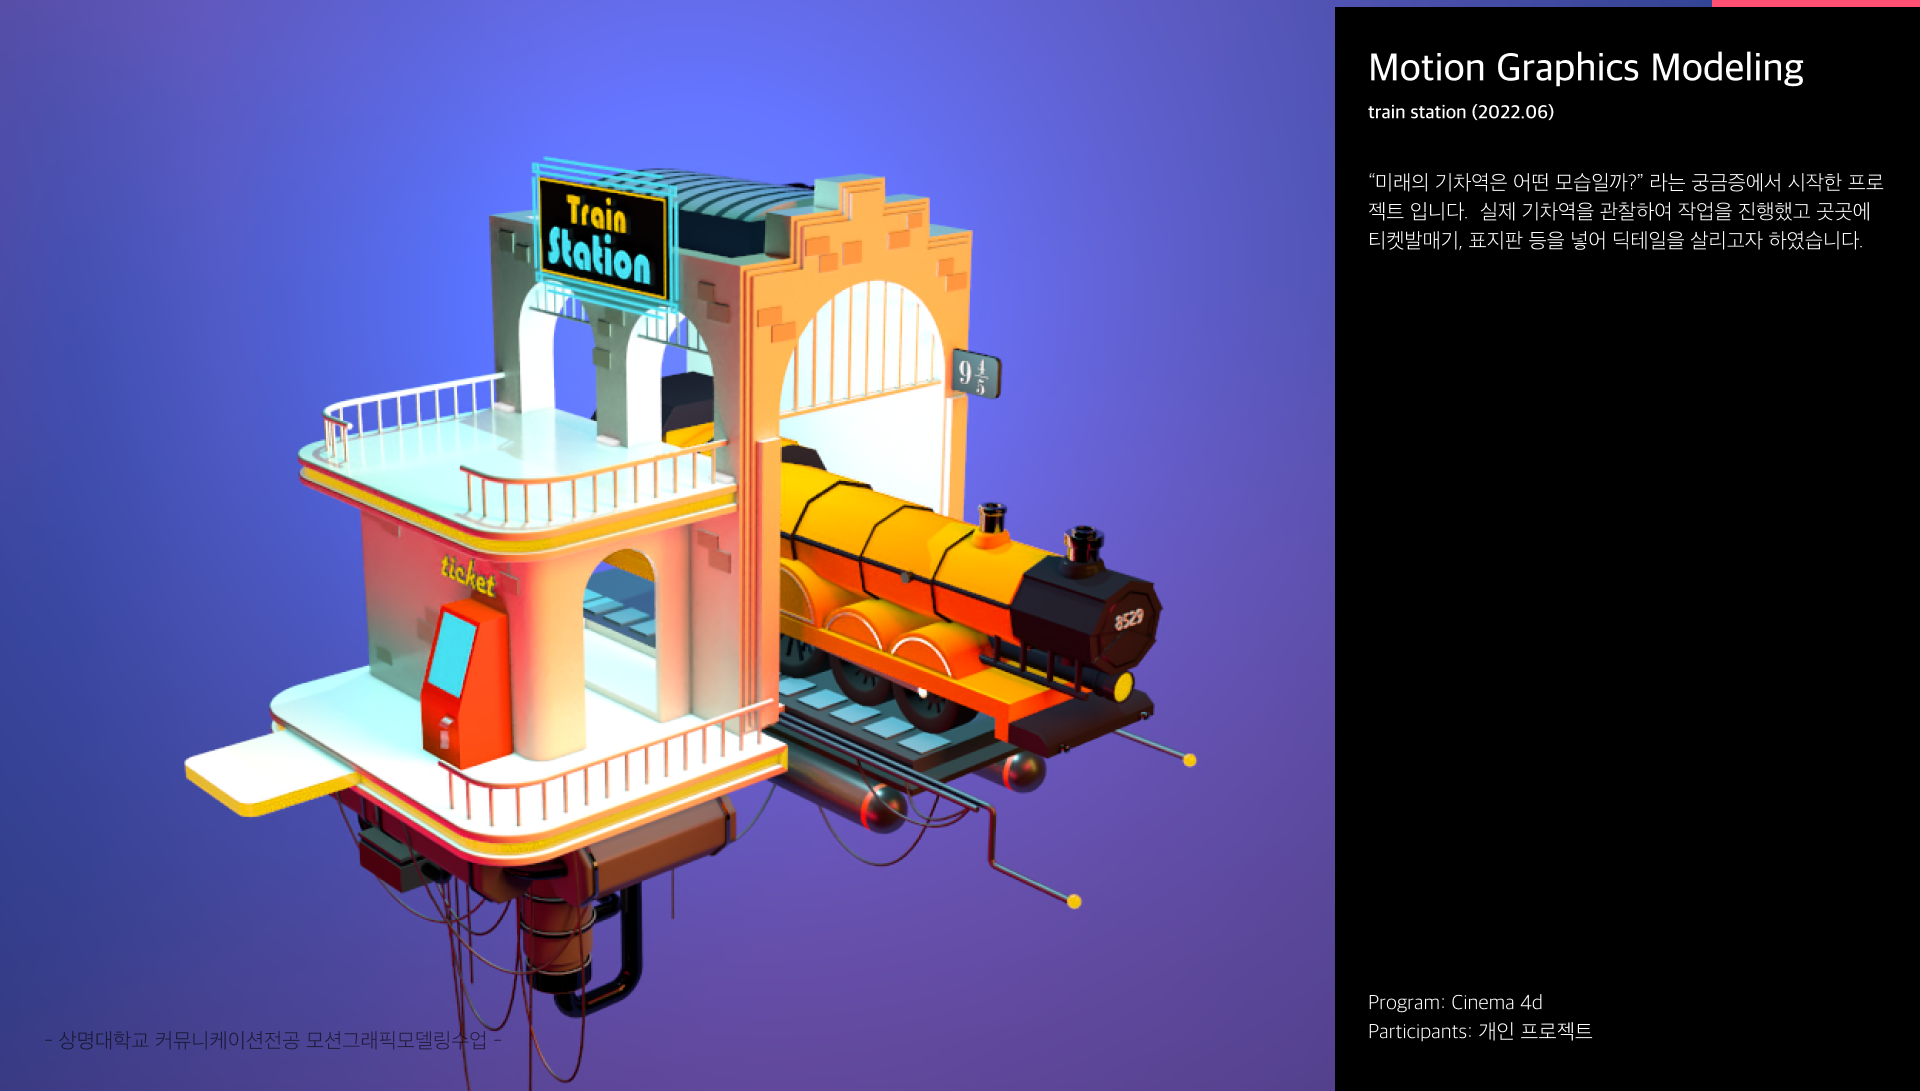 Motion Graphics Modeling
train station (2022.06)
“미래의 기차역은 어떤 모습일까?” 라는 궁금증에서 시작한 프로
젝트 입니다. 실제 기차역을 관찰하여 작업을 진행했고 곳곳에
티켓발매기, 표지판 등을 넣어 딕테일을 살리고자 하였습니다.
Train
Station
9
ticket
8529
Program: Cinema 4d
Participants: 개인 프로젝트
- 상명대학교 커뮤니케이션전공 모션그래픽모델링수업 -